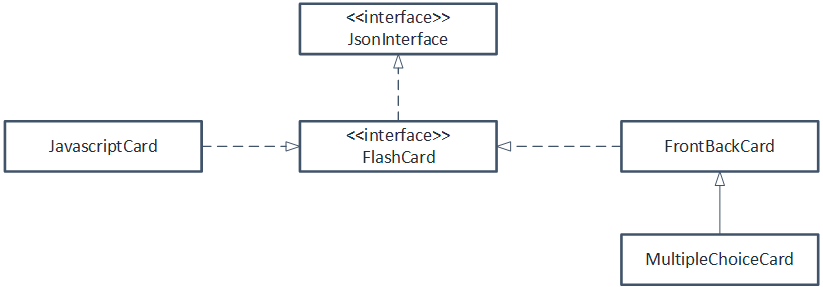 <<interface>>
JsonInterface
JavascriptCard
<<interface>>
FlashCard
FrontBackCard
MultipleChoiceCard